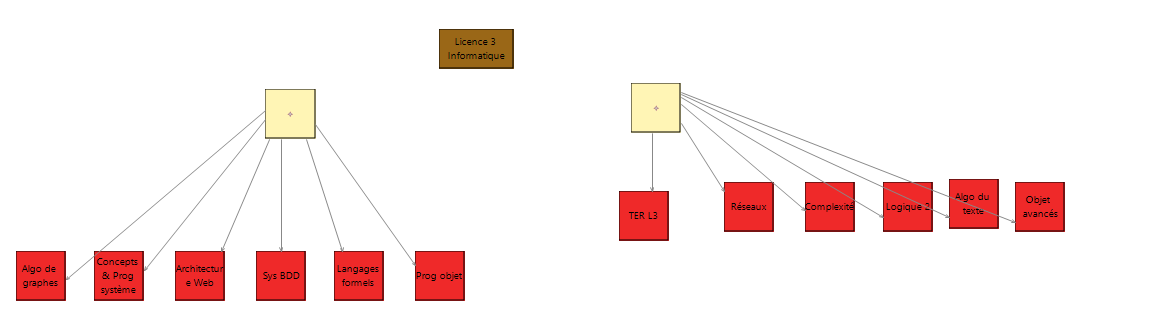 Licence 3
Informatique
Algo de
graphes
Concepts
& Prog
système
Architectur
e Web
Sys BDD
Langages
formels
Prog objet
TER L3
Réseaux
Complexité
Logique 2
Algo du
texte
Objet
avancés